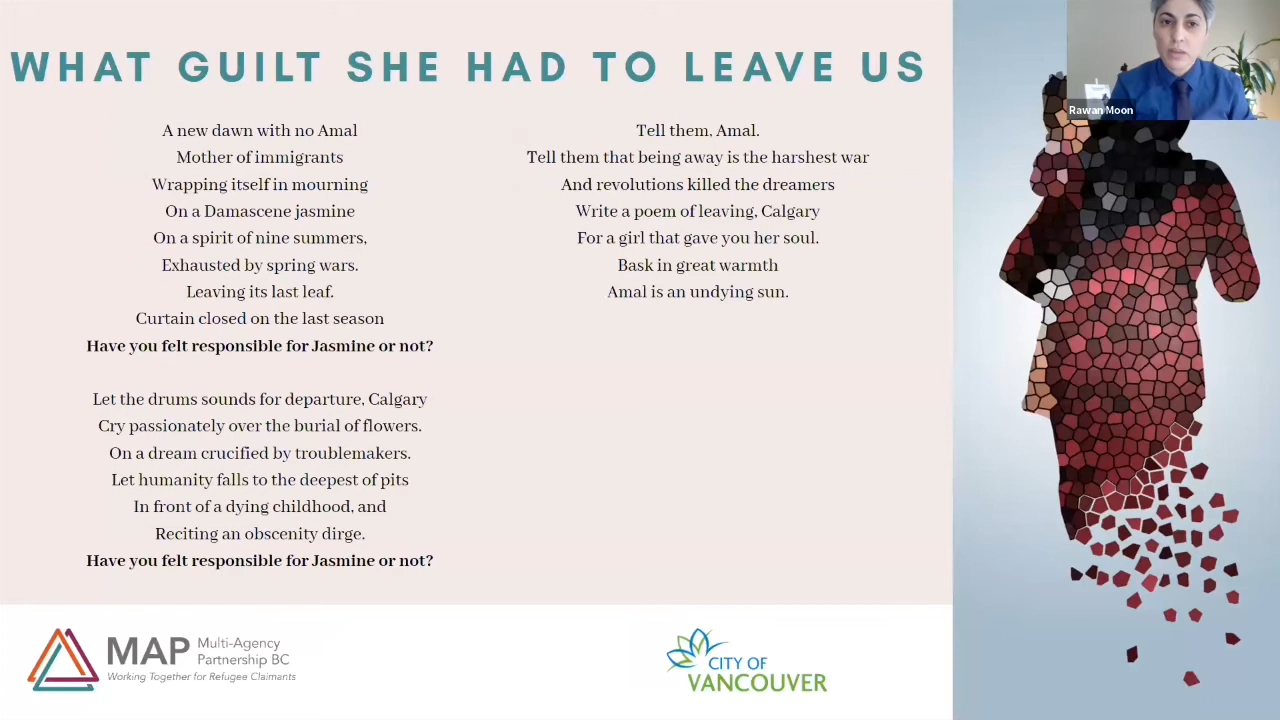 WHAT GUILT SHE HAD TO LEAVE US
A new dawn with no Amal
Mother of immigrants
Wrapping itself in mourning
On a Damascene jasmine
On a spirit of nine summers,
Exhausted by spring wars.
Leaving its last leaf.
Curtain closed on the last season
Have you felt responsible for Jasmine or not?
Let the drums sounds for departure, Calgary
Cry passionately over the burial of flowers.
On a dream crucified by troublemakers.
Let humanity falls to the deepest of pits
In front of a dying childhood, and
Reciting an obscenity dirge.
Have you felt responsible for Jasmine or not?
Tell them, Amal.
Tell them that being away is the harshest war
And revolutions killed the dreamers
Write a poem of leaving, Calgary
For a girl that gave you her soul.
Bask in great warmth
Amal is an undying sun.
Rawan Moon
MAP Multi-Agency
Partnership BC
Working Together for Refugee Claimants
CITY OF
VANCOUVER